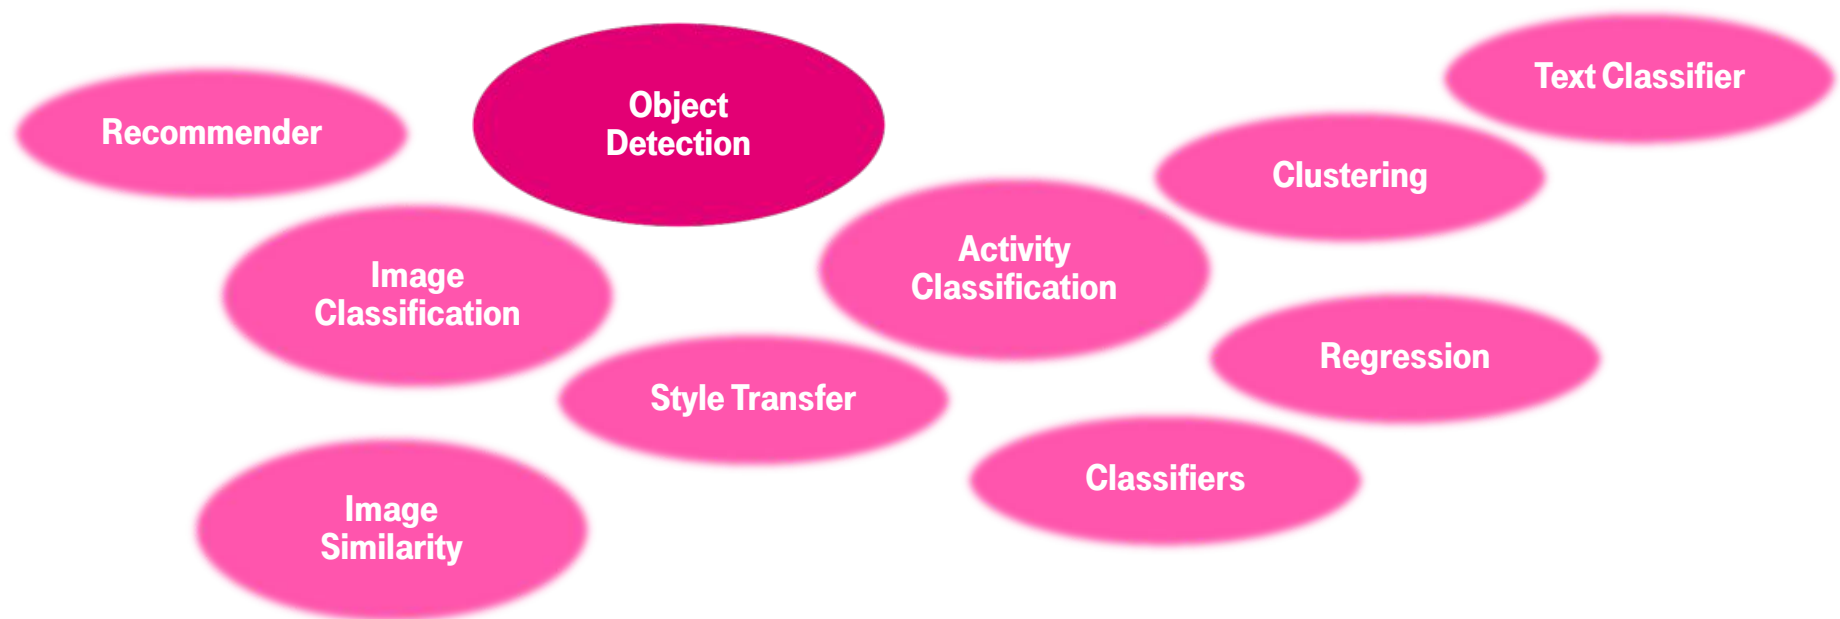 Recommender
Object
Detection
Text Classifier
Clustering
Image
Classification
Activity
Classification
Style Transfer
Regression
Classifiers
Image
Similarity